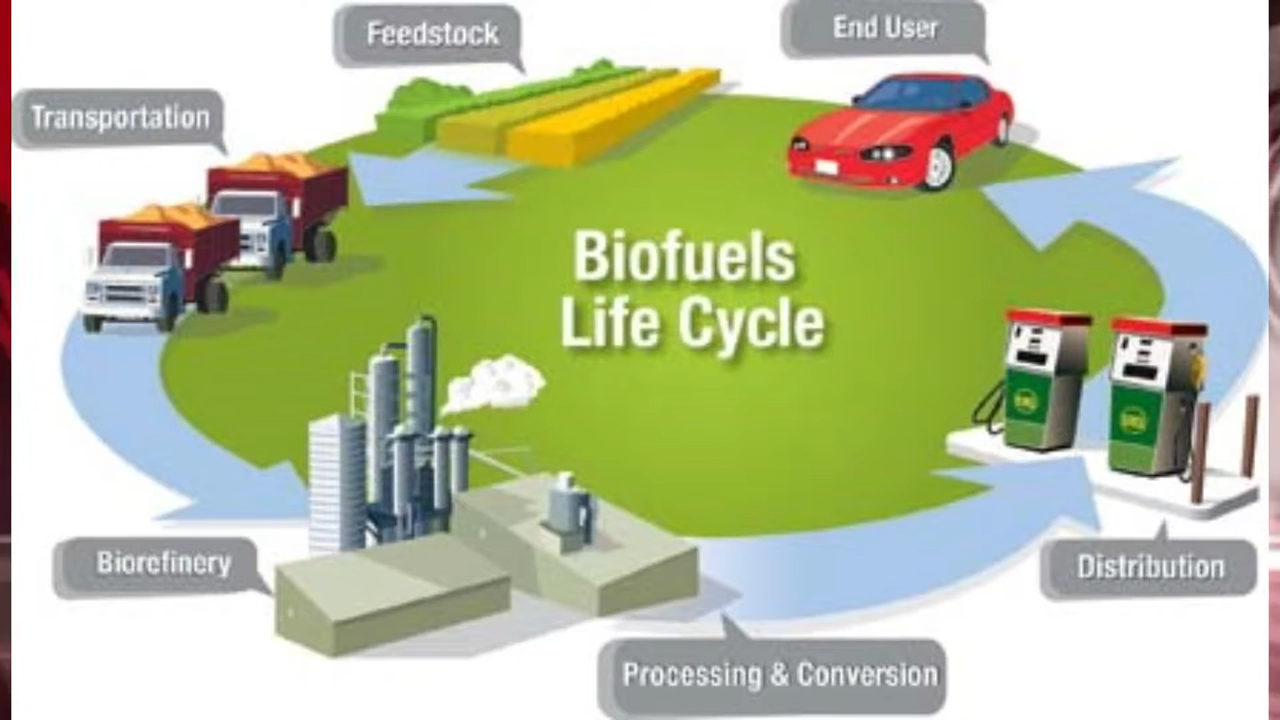 Feedstock
End User
Transportation
Biofuels
Life Cycle
Biorefinery
Distribution
Processing & Conversion